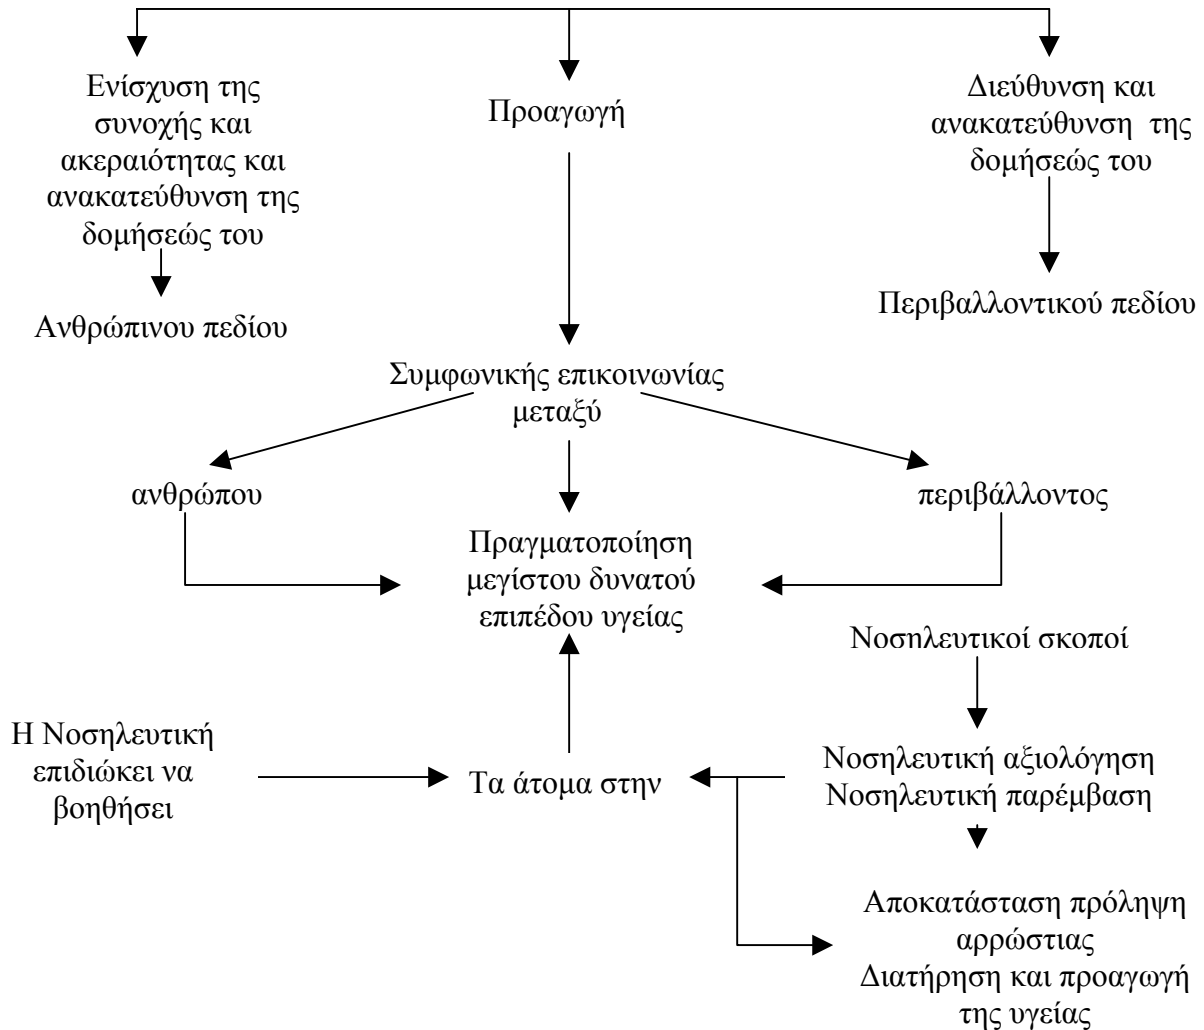 Ενίσχυση της
συνοχής και
ακεραιότητας και
ανακατεύθυνση της
δομήσεώς του
Προαγωγή
Διεύθυνση και
ανακατεύθυνση της
δομήσεώς του
Ανθρώπινου πεδίου
Περιβαλλοντικού πεδίου
Συμφωνικής επικοινωνίας
μεταξύ
ανθρώπου
περιβάλλοντος
Πραγματοποίηση
μεγίστου δυνατού
επιπέδου υγείας
Νοσηλευτικοί σκοποί
Η Νοσηλευτική
επιδιώκει να
βοηθήσει
Τα άτομα στην
Νοσηλευτική αξιολόγηση
Νοσηλευτική παρέμβαση
Αποκατάσταση πρόληψη
αρρώστιας
Διατήρηση και προαγωγή
της υγείας